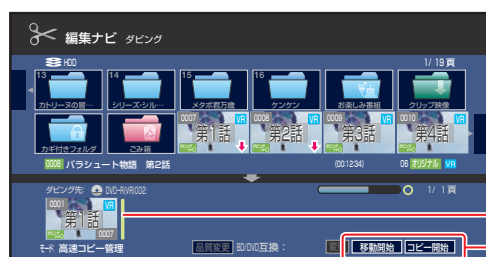 編集ナビ ダビング
HDD 1/ 19 頁
13 14 15 16
カトリーヌの冒… シリーズ・シル… メタボ君万歳 ケンケン お楽しみ番組 クリップ映像
0007 VR 0008 VR 0009 VR 0010 VR
第1話 第2話 第3話 第4話
カギ付きフォルダ ごみ箱
0008 パラシュート物語 第2話 (00:12:34) 06 オリジナル VR
ダビング先: DVD-R(VR)002 1/ 1 頁
0001 VR
第1話
0007
モード 高速コピー管理 品質変更 BD/DVD互換: 移動開始 コピー開始